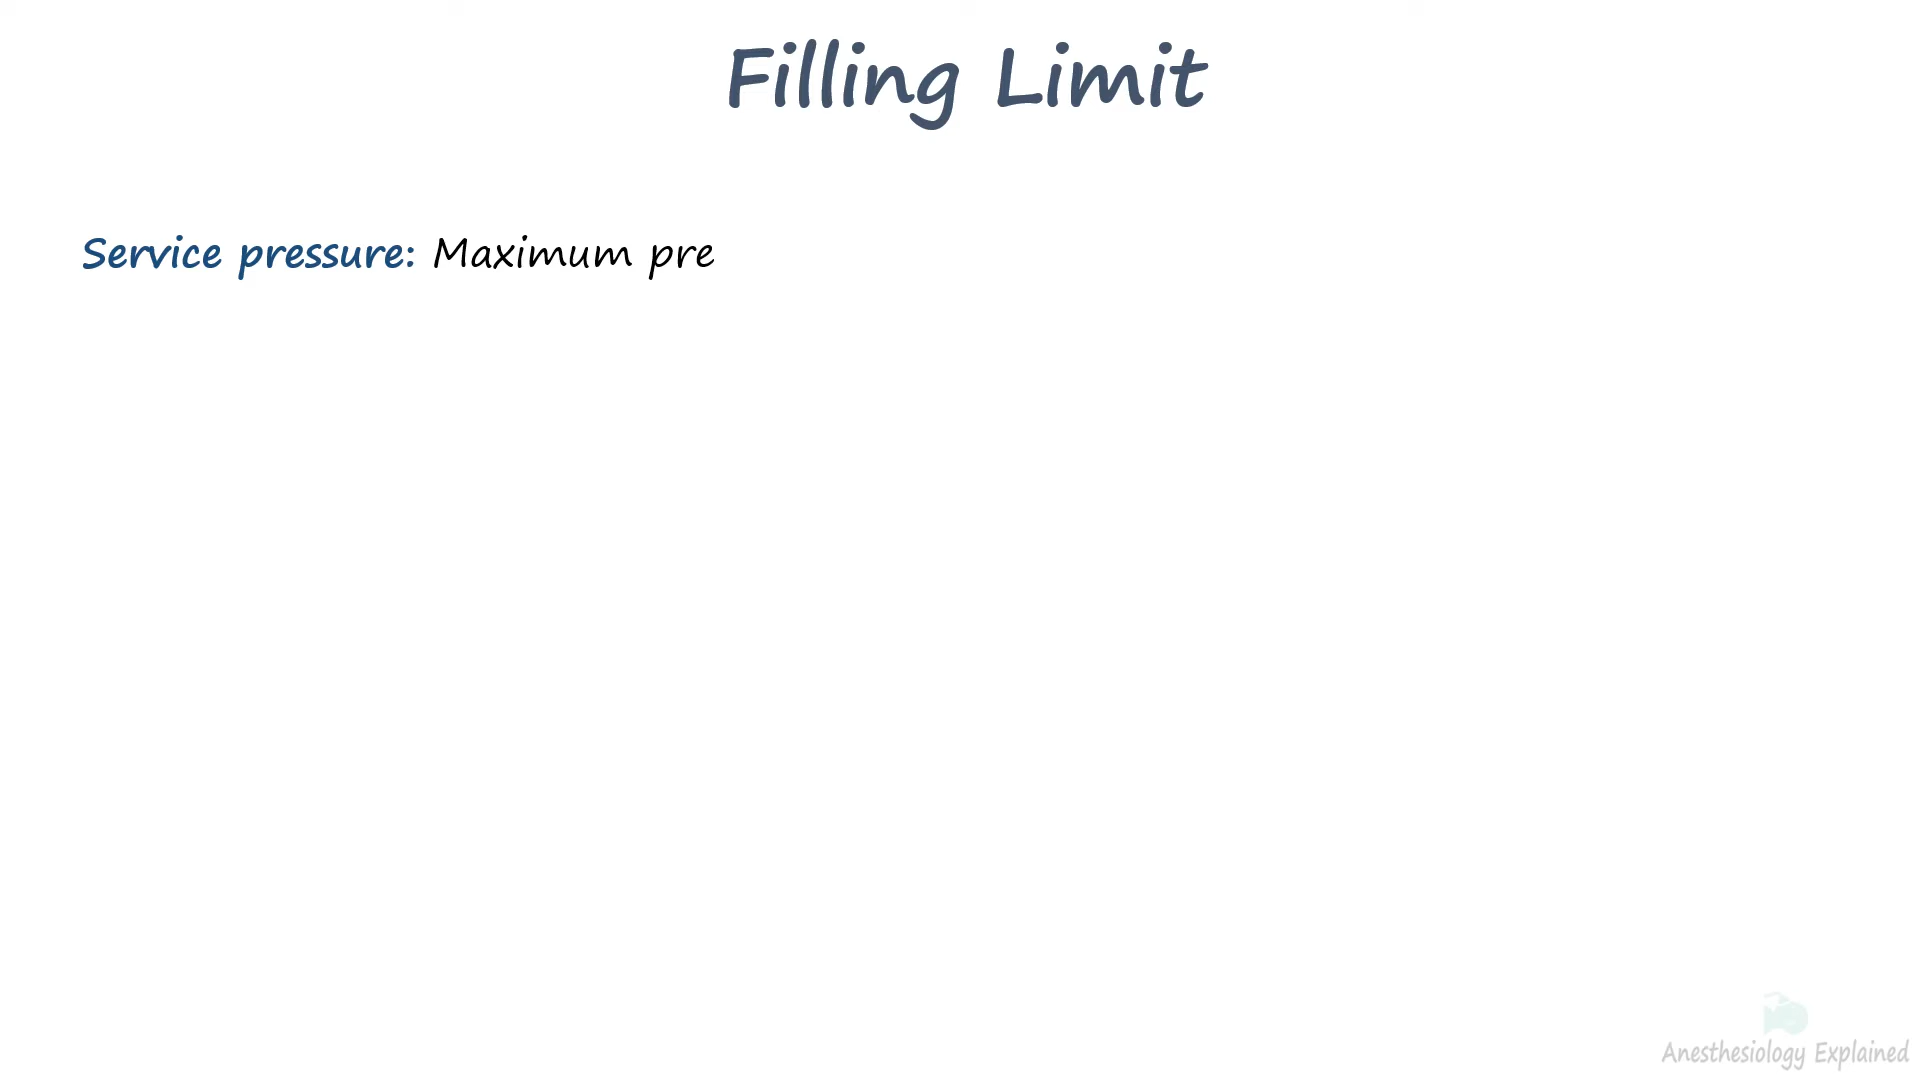 Filling Limit
Service pressure: Maximum pre
Anesthesiology Explained